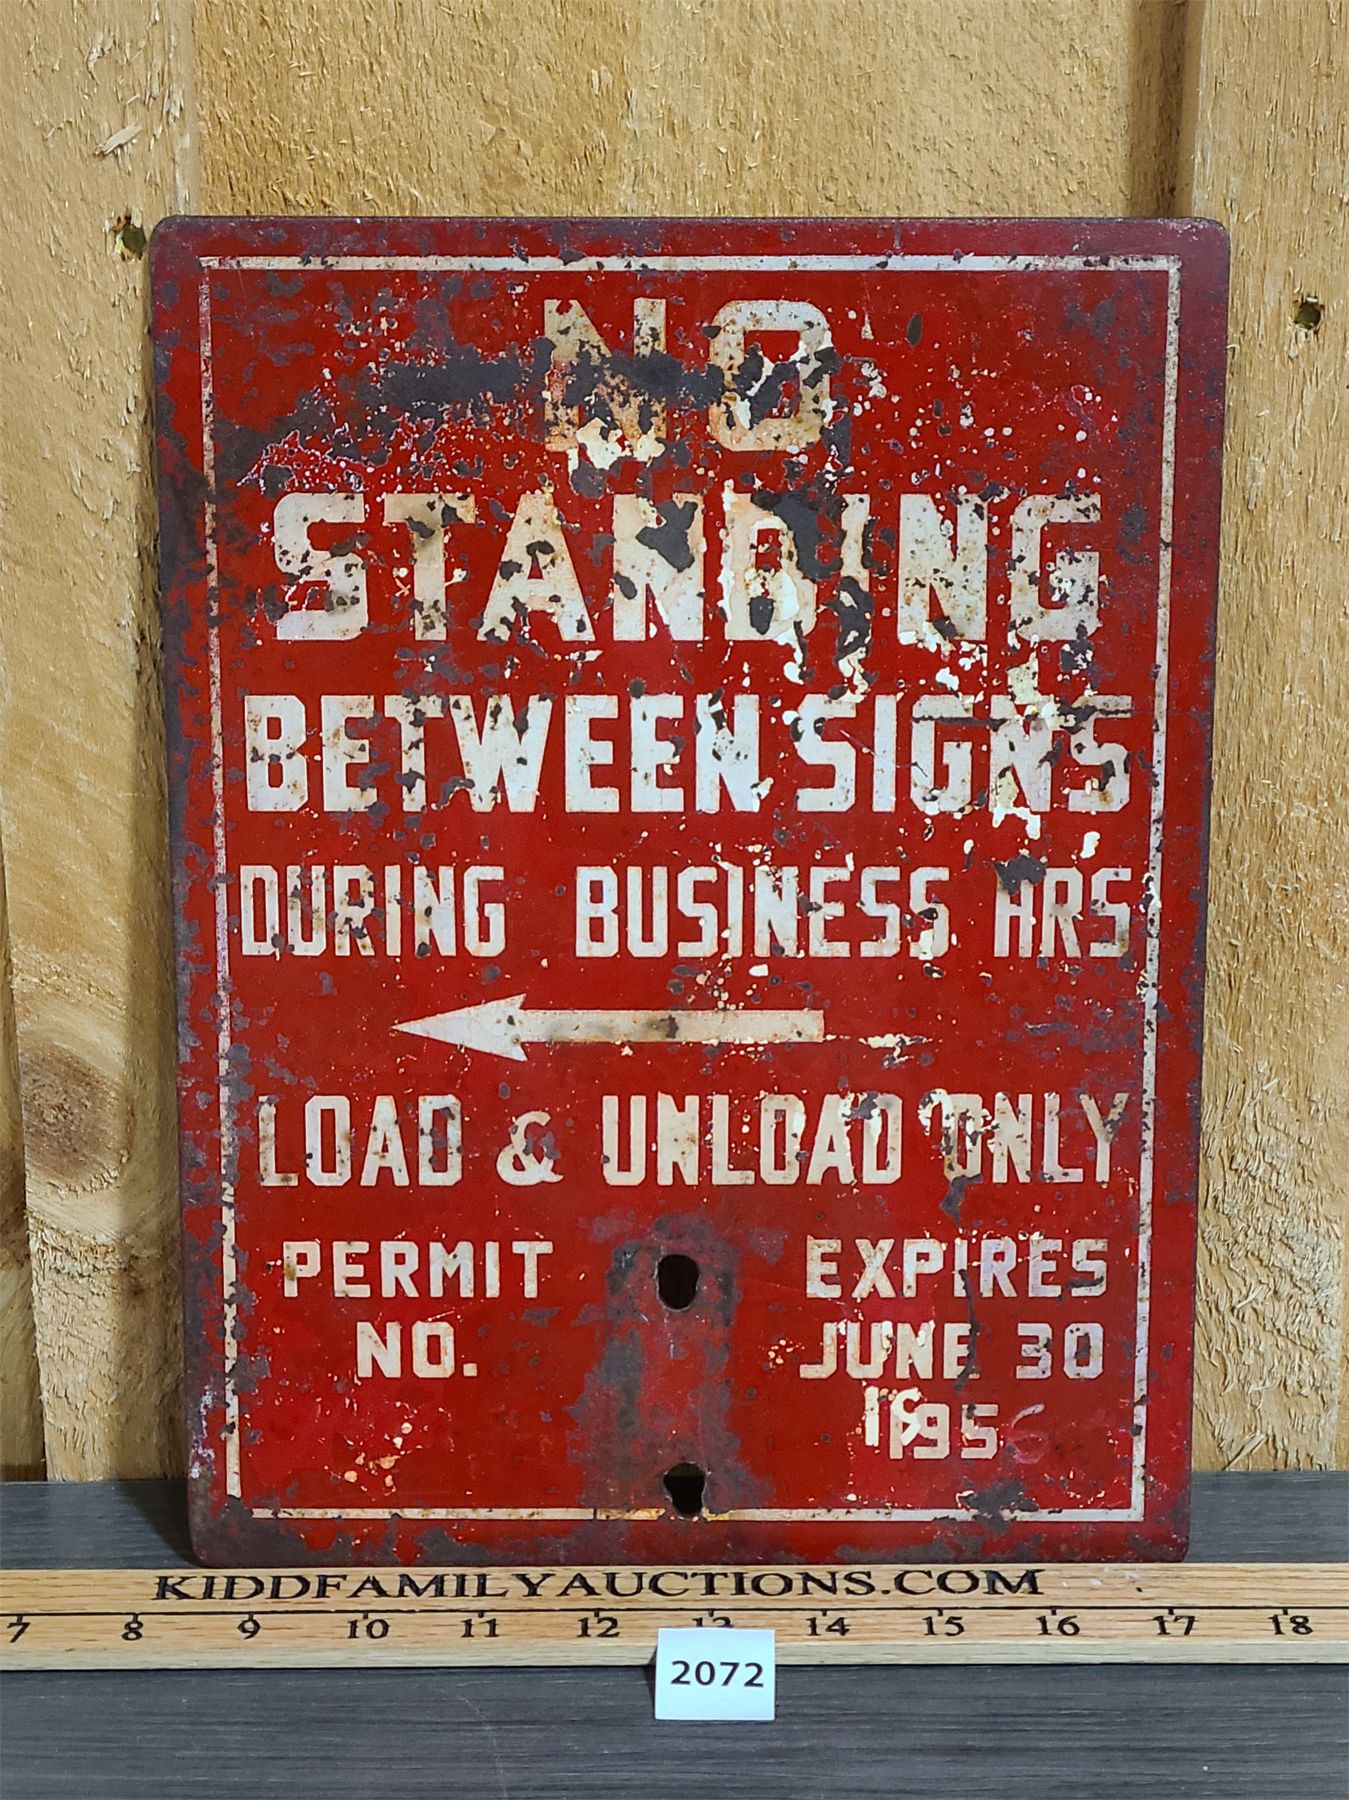 NO
STANDING
BETWEEN SIGNS
DURING BUSINESS HRS
LOAD & UNLOAD ONLY
PERMIT EXPIRES
NO. JUNE 30
195
KIDDFAMILYAUCTIONS.COM
7 8 9 10 11 12 13 14 15 16 17 18
2072